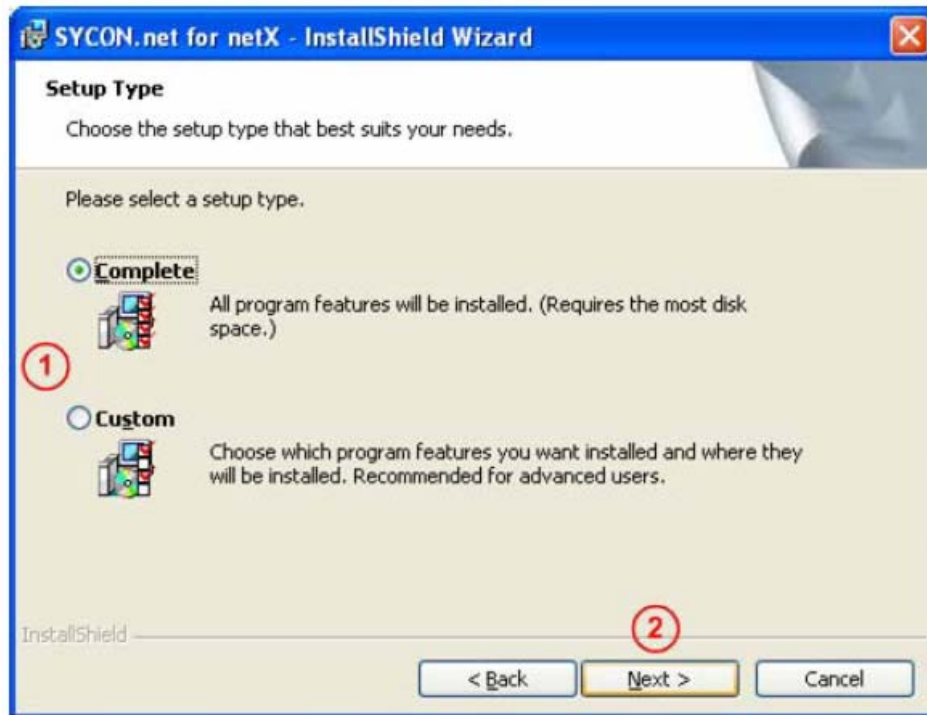 SYCON.net for netX - InstallShield Wizard
Setup Type
Choose the setup type that best suits your needs.
Please select a setup type.
Complete
All program features will be installed. (Requires the most disk
space.)
1
Custom
Choose which program features you want installed and where they
will be installed. Recommended for advanced users.
2
InstallShield
< Back
Next >
Cancel